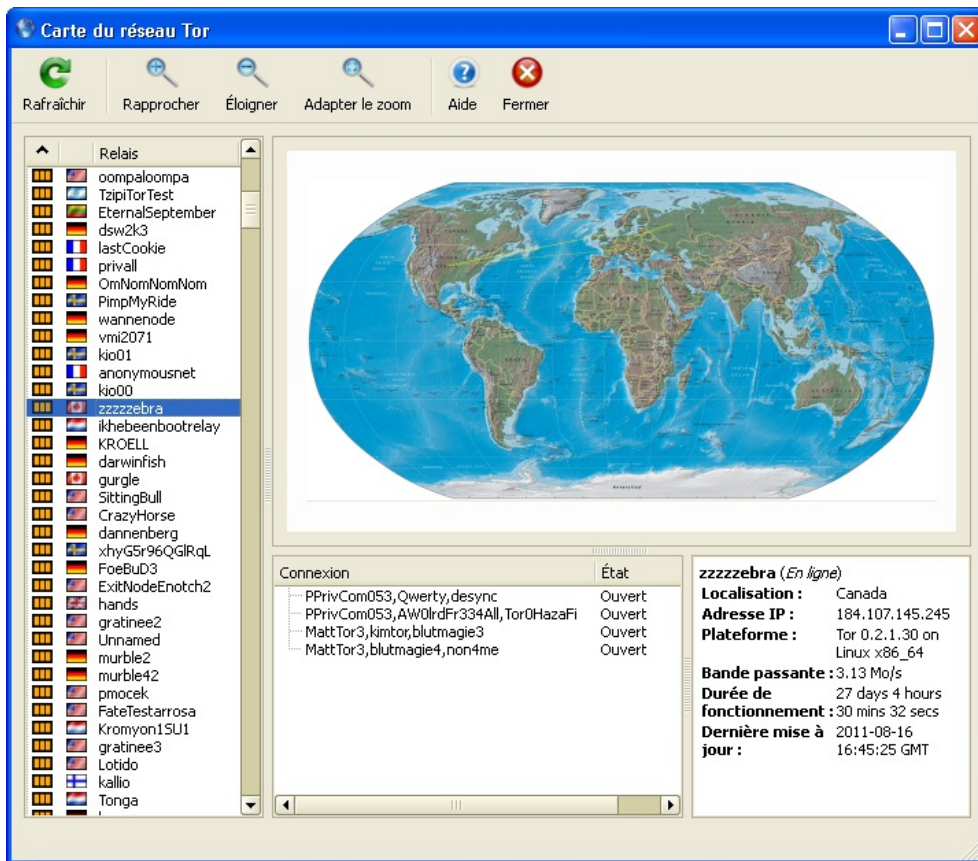 Carte du réseau Tor
Rafraîchir Rapprocher Éloigner Adapter le zoom Aide Fermer
Relais
oompaloompa
TzipiTorTest
EternalSeptember
dsw2k3
lastCookie
privall
OmNomNomNom
PimpMyRide
wannenode
vmi2071
kio01
anonymousnet
kio00
zzzzzebra
ikhebeenbootrelay
KROELL
darwinfish
gurgle
SittingBull
CrazyHorse
dannenberg
xhyG5r96QGlRqL
FoeBuD3
ExitNodeEnotch2
hands
gratinee2
Unnamed
murble2
murble42
pmocek
FateTestarrosa
Kromyon1SU1
gratinee3
Lotido
kallio
Tonga
Connexion État
PPrivCom053,Qwerty,desync Ouvert
PPrivCom053,AW0lrdFr334All,Tor0HazaFi Ouvert
MattTor3,kimtor,blutmagie3 Ouvert
MattTor3,blutmagie4,non4me Ouvert
zzzzzebra (En ligne)
Localisation : Canada
Adresse IP : 184.107.145.245
Plateforme : Tor 0.2.1.30 on
Linux x86_64
Bande passante : 3.13 Mo/s
Durée de 27 days 4 hours
fonctionnement : 30 mins 32 secs
Dernière mise à 2011-08-16
jour : 16:45:25 GMT